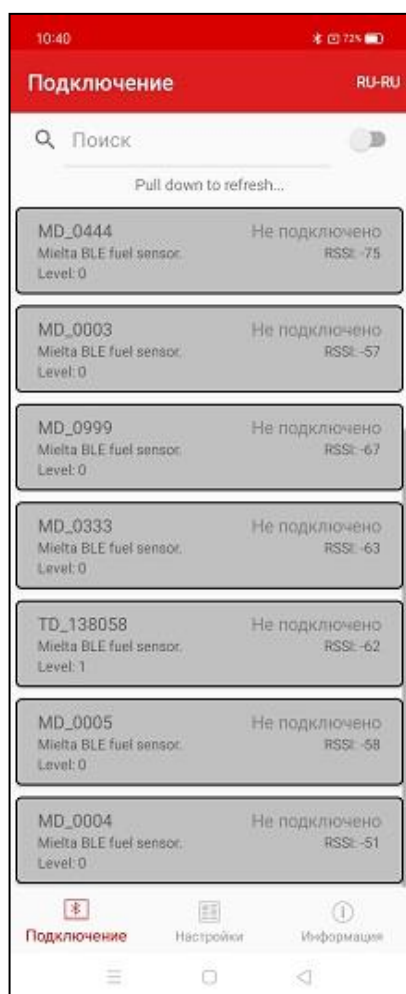 10:40 72%
Подключение RU-RU
Поиск
Pull down to refresh...
MD_0444 Не подключено
Mielta BLE fuel sensor. RSSI: -75
Level: 0
MD_0003 Не подключено
Mielta BLE fuel sensor. RSSI: -57
Level: 0
MD_0999 Не подключено
Mielta BLE fuel sensor. RSSI: -67
Level: 0
MD_0333 Не подключено
Mielta BLE fuel sensor. RSSI: -63
Level: 0
TD_138058 Не подключено
Mielta BLE fuel sensor. RSSI: -62
Level: 1
MD_0005 Не подключено
Mielta BLE fuel sensor. RSSI: -58
Level: 0
MD_0004 Не подключено
Mielta BLE fuel sensor. RSSI: -51
Level: 0
Подключение Настройки Информация